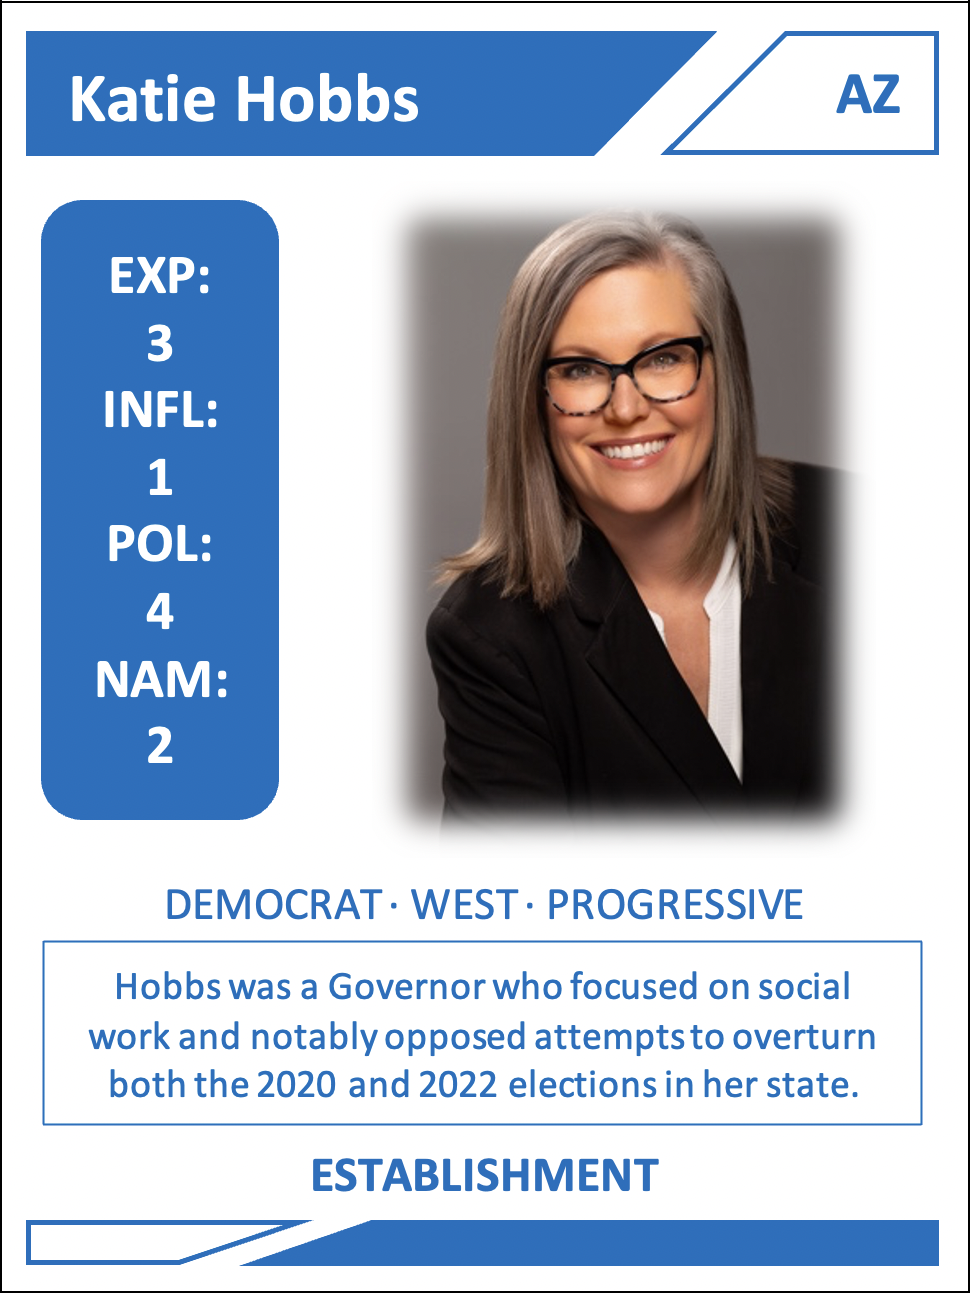 Katie Hobbs
AZ
EXP:
3
INFL:
1
POL:
4
NAM:
2
DEMOCRAT · WEST · PROGRESSIVE
Hobbs was a Governor who focused on social
work and notably opposed attempts to overturn
both the 2020 and 2022 elections in her state.
ESTABLISHMENT